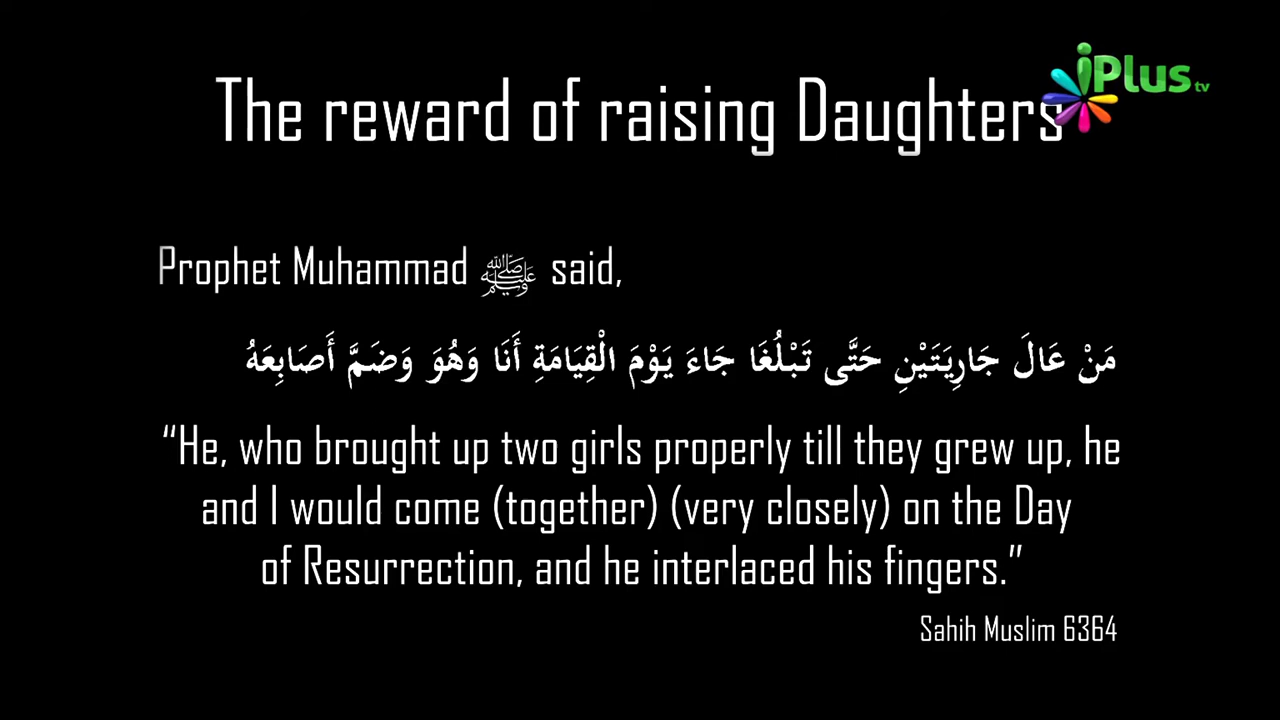 The reward of raising Daughters
iPlus tv
Prophet Muhammad ﷺ said,
مَنْ عَالَ جَارِيَتَيْنِ حَتَّى تَبْلُغَا جَاءَ يَوْمَ الْقِيَامَةِ أَنَا وَهُوَ وَضَمَّ أَصَابِعَهُ
“He, who brought up two girls properly till they grew up, he
and I would come (together) (very closely) on the Day
of Resurrection, and he interlaced his fingers.”
Sahih Muslim 6364